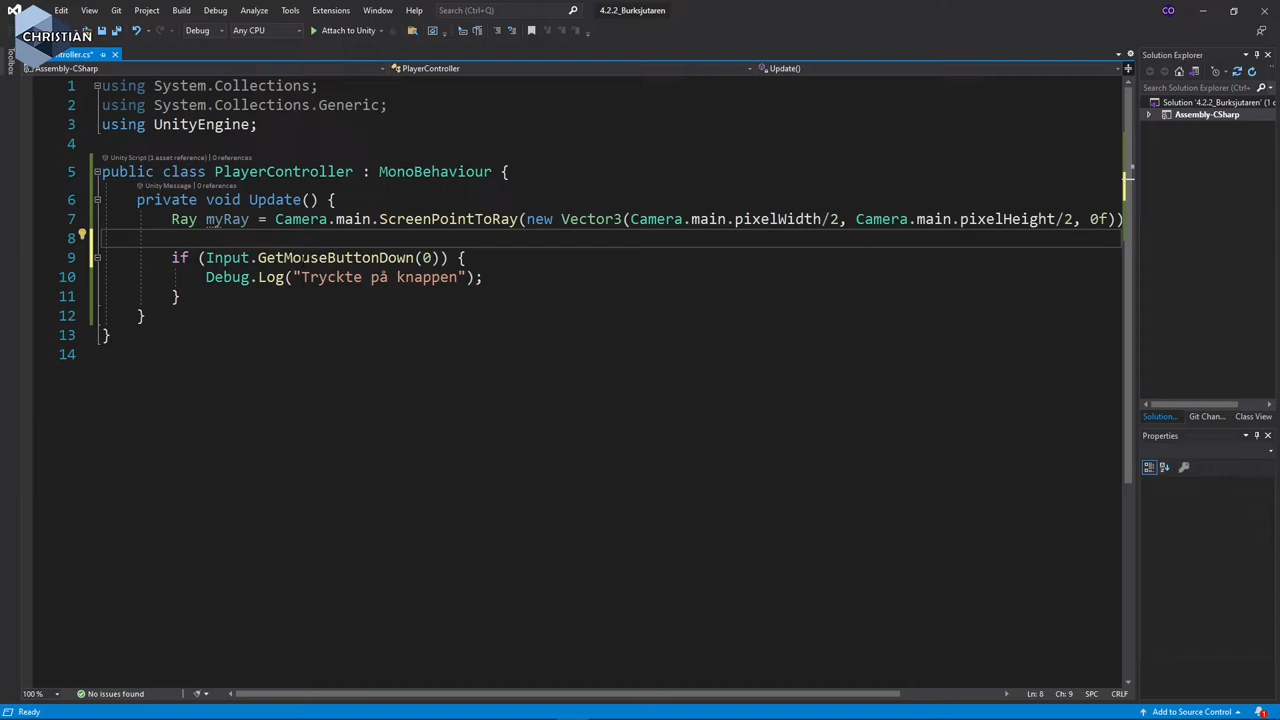 File Edit View Git Project Build Debug Test Analyze Tools Extensions Window Help Search (Ctrl+Q) 4.2.2_Burksjutaren CO
CHRISTIAN
Debug Any CPU Attach to Unity
ntroller.cs*
Assembly-CSharp PlayerController Update()
Toolbox
1 using System.Collections;
2 using System.Collections.Generic;
3 using UnityEngine;
4
Unity Script (1 asset reference) | 0 references
5 public class PlayerController : MonoBehaviour {
Unity Message | 0 references
6 private void Update() {
7 Ray myRay = Camera.main.ScreenPointToRay(new Vector3(Camera.main.pixelWidth/2, Camera.main.pixelHeight/2, 0f))
8
9 if (Input.GetMouseButtonDown(0)) {
10 Debug.Log("Tryckte på knappen");
11 }
12 }
13 }
14
Solution Explorer
Search Solution Explorer (Ctrl+
Solution '4.2.2_Burksjutaren' (1 o
Assembly-CSharp
Solution... Git Chan... Class View
Properties
100 % No issues found Ln: 8 Ch: 9 SPC CRLF
Ready Add to Source Control 1